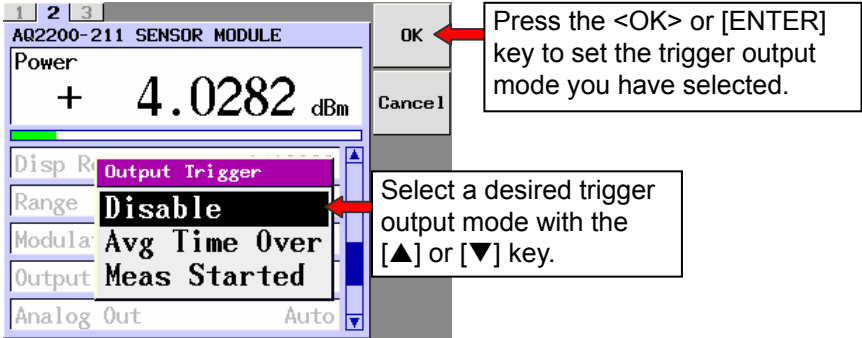 1 2 3
AQ2200-211 SENSOR MODULE
Power
+ 4.0282 dBm
OK
Cancel
Disp R
Range
Modula
Output
Analog Out Auto
Output Trigger
Disable
Avg Time Over
Meas Started
Press the <OK> or [ENTER]
key to set the trigger output
mode you have selected.
Select a desired trigger
output mode with the
[▲] or [▼] key.